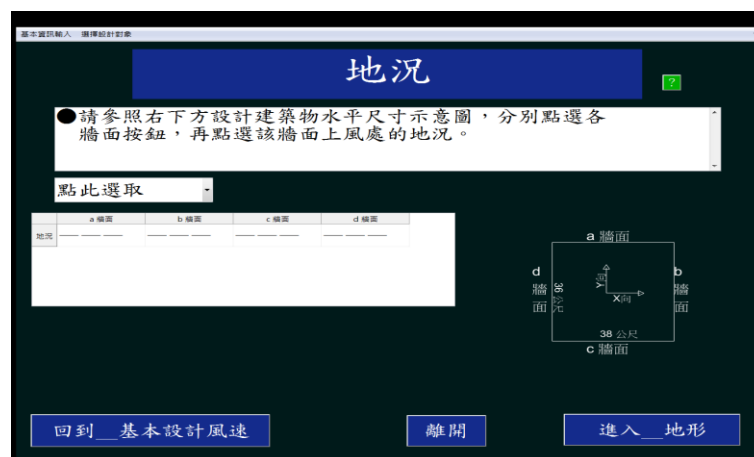 基本資訊輸入 選擇設計對象
地況
?
●請參照右下方設計建築物水平尺寸示意圖，分別點選各
牆面按鈕，再點選該牆面上風處的地況。
點此選取
a 牆面 b 牆面 c 牆面 d 牆面
地況 — — — — — — — — — — — —
a 牆面
d 牆面
36 公尺
Y向
X向
b 牆面
38 公尺
c 牆面
回到__基本設計風速
離開
進入__地形